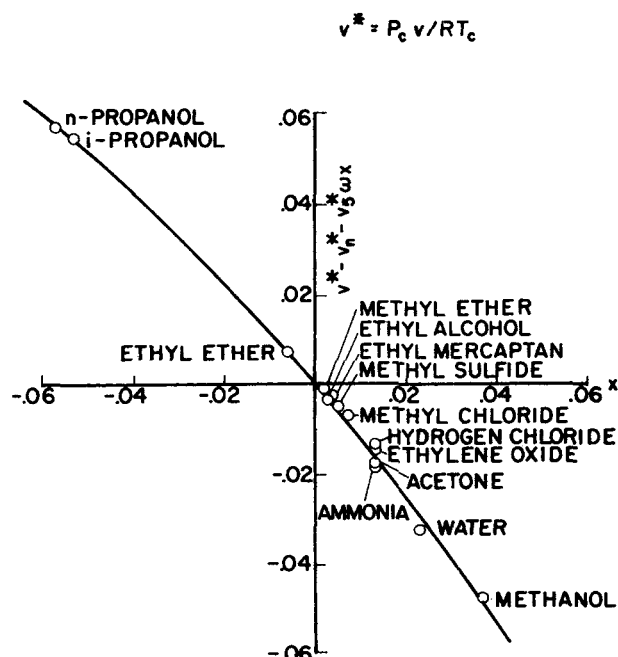 v* = P_c v/RT_c
.06
n-PROPANOL
i-PROPANOL
.04
v* - v_n* - v_5* ωx
.02
METHYL ETHER
ETHYL ALCOHOL
ETHYL ETHER
ETHYL MERCAPTAN
METHYL SULFIDE
-.06
-.04
-.02
.02
.04
.06
x
METHYL CHLORIDE
HYDROGEN CHLORIDE
ETHYLENE OXIDE
-.02
ACETONE
AMMONIA
WATER
-.04
METHANOL
-.06